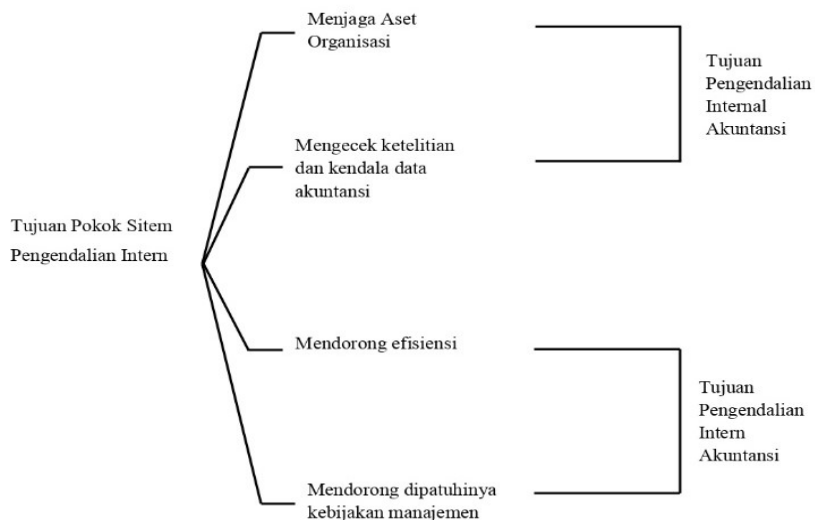 Menjaga Aset
Organisasi
Tujuan
Pengendalian
Internal
Akuntansi
Mengecek ketelitian
dan kendala data
akuntansi
Tujuan Pokok Sitem
Pengendalian Intern
Mendorong efisiensi
Tujuan
Pengendalian
Intern
Akuntansi
Mendorong dipatuhinya
kebijakan manajemen